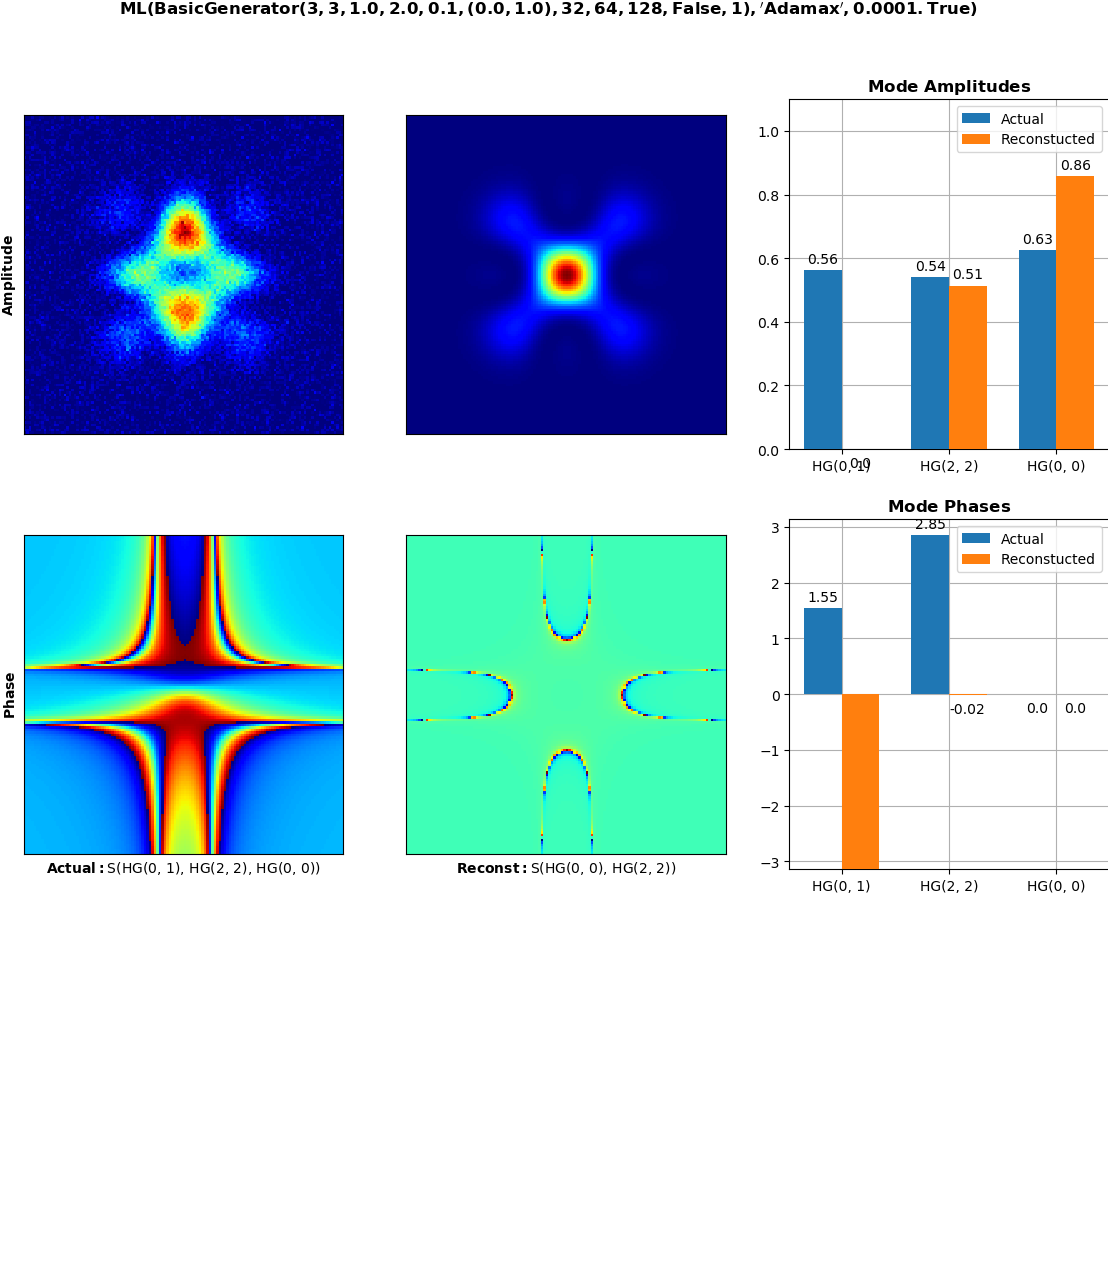 ML(BasicGenerator(3, 3, 1.0, 2.0, 0.1, (0.0, 1.0), 32, 64, 128, False, 1), ′Adamax′, 0.0001. True)
Mode Amplitudes
Actual
Reconstucted
1.0
0.8
0.6
0.4
0.2
0.0
0.56
0.0
0.54
0.51
0.63
0.86
HG(0, 1)
HG(2, 2)
HG(0, 0)
Amplitude
Mode Phases
Actual
Reconstucted
3
2
1
0
−1
−2
−3
1.55
2.85
-0.02
0.0
0.0
HG(0, 1)
HG(2, 2)
HG(0, 0)
Phase
Actual: S(HG(0, 1), HG(2, 2), HG(0, 0))
Reconst: S(HG(0, 0), HG(2, 2))